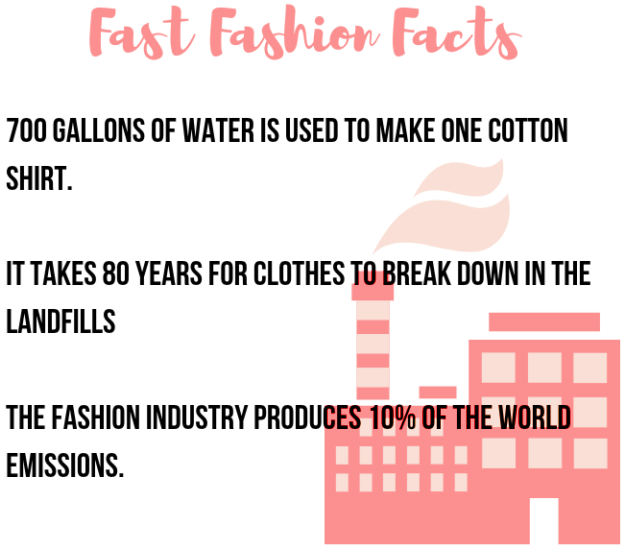 Fast Fashion Facts
700 GALLONS OF WATER IS USED TO MAKE ONE COTTON
SHIRT.
IT TAKES 80 YEARS FOR CLOTHES TO BREAK DOWN IN THE
LANDFILLS
THE FASHION INDUSTRY PRODUCES 10% OF THE WORLD
EMISSIONS.